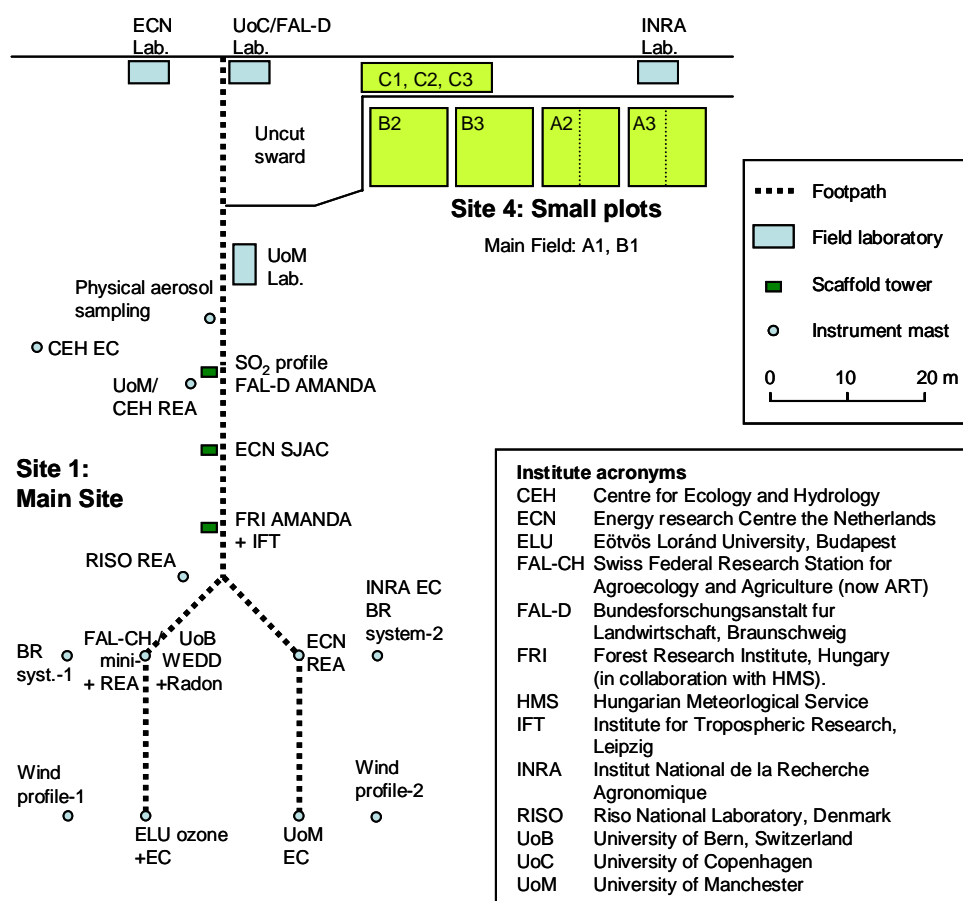 ECN
Lab.
UoC/FAL-D
Lab.
INRA
Lab.
C1, C2, C3
Uncut
sward
B2
B3
A2
A3
Site 4: Small plots
Main Field: A1, B1
UoM
Lab.
Physical aerosol
sampling
CEH EC
SO2 profile
FAL-D AMANDA
UoM/
CEH REA
ECN SJAC
Site 1:
Main Site
FRI AMANDA
+ IFT
RISO REA
INRA EC
BR
system-2
BR
syst.-1
FAL-CH
mini-
+ REA
UoB
WEDD
+Radon
ECN
REA
Wind
profile-1
Wind
profile-2
ELU ozone
+EC
UoM
EC
Footpath
Field laboratory
Scaffold tower
Instrument mast
0 10 20 m
Institute acronyms
CEH Centre for Ecology and Hydrology
ECN Energy research Centre the Netherlands
ELU Eötvös Loránd University, Budapest
FAL-CH Swiss Federal Research Station for
Agroecology and Agriculture (now ART)
FAL-D Bundesforschungsanstalt fur
Landwirtschaft, Braunschweig
FRI Forest Research Institute, Hungary
(in collaboration with HMS).
HMS Hungarian Meteorlogical Service
IFT Institute for Tropospheric Research,
Leipzig
INRA Institut National de la Recherche
Agronomique
RISO Riso National Laboratory, Denmark
UoB University of Bern, Switzerland
UoC University of Copenhagen
UoM University of Manchester